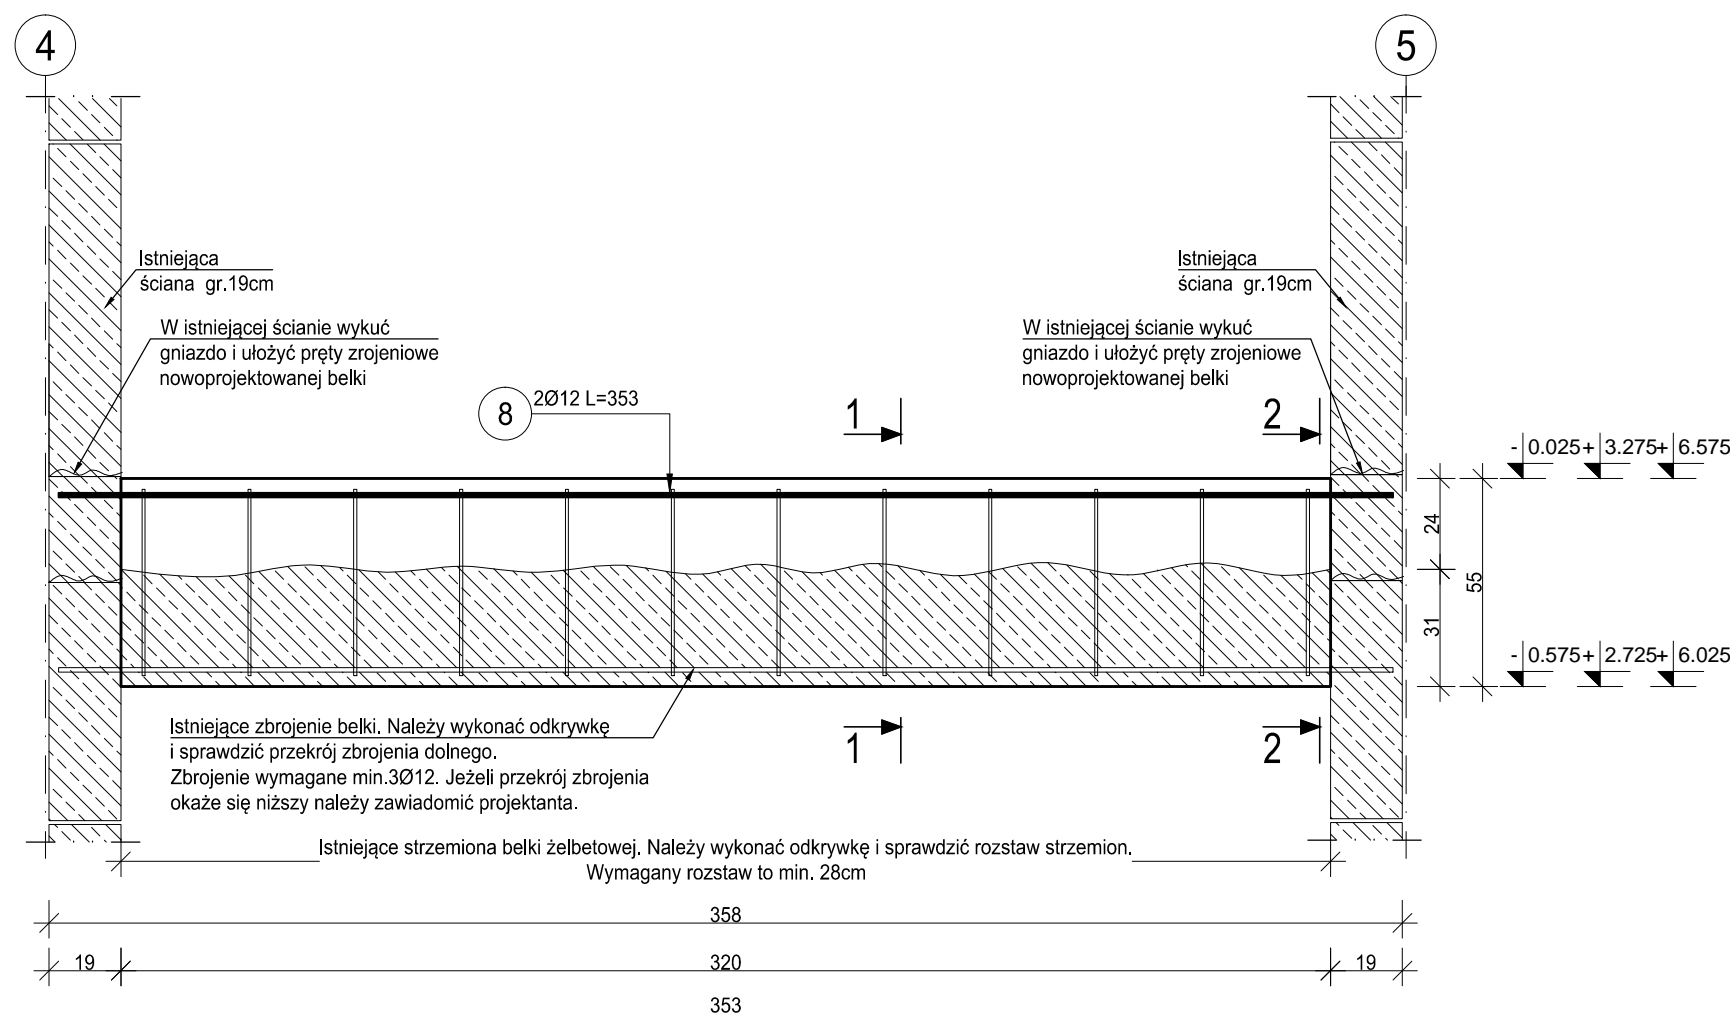 4
5
Istniejąca
ściana gr.19cm
Istniejąca
ściana gr.19cm
W istniejącej ścianie wykuć
gniazdo i ułożyć pręty zrojeniowe
nowoprojektowanej belki
W istniejącej ścianie wykuć
gniazdo i ułożyć pręty zrojeniowe
nowoprojektowanej belki
8
2Ø12 L=353
1
2
- 0.025+ 3.275+ 6.575
24
55
31
- 0.575+ 2.725+ 6.025
1
2
Istniejące zbrojenie belki. Należy wykonać odkrywkę
i sprawdzić przekrój zbrojenia dolnego.
Zbrojenie wymagane min.3Ø12. Jeżeli przekrój zbrojenia
okaże się niższy należy zawiadomić projektanta.
Istniejące strzemiona belki żelbetowej. Należy wykonać odkrywkę i sprawdzić rozstaw strzemion.
Wymagany rozstaw to min. 28cm
358
19
320
19
353